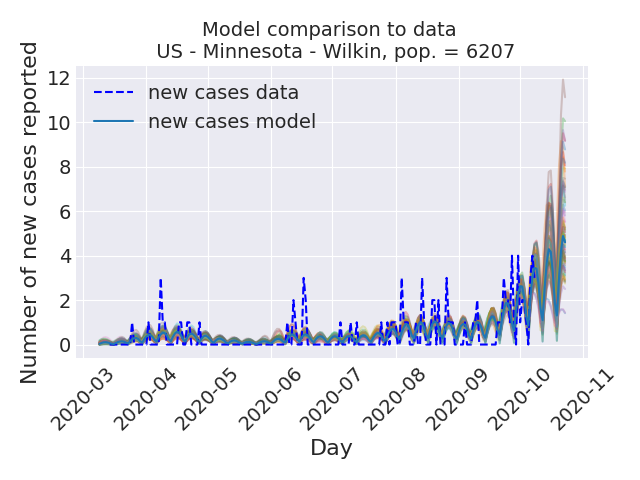 Model comparison to data
US - Minnesota - Wilkin, pop. = 6207
Number of new cases reported
12
10
8
6
4
2
0
new cases data
new cases model
2020-03
2020-04
2020-05
2020-06
2020-07
2020-08
2020-09
2020-10
2020-11
Day